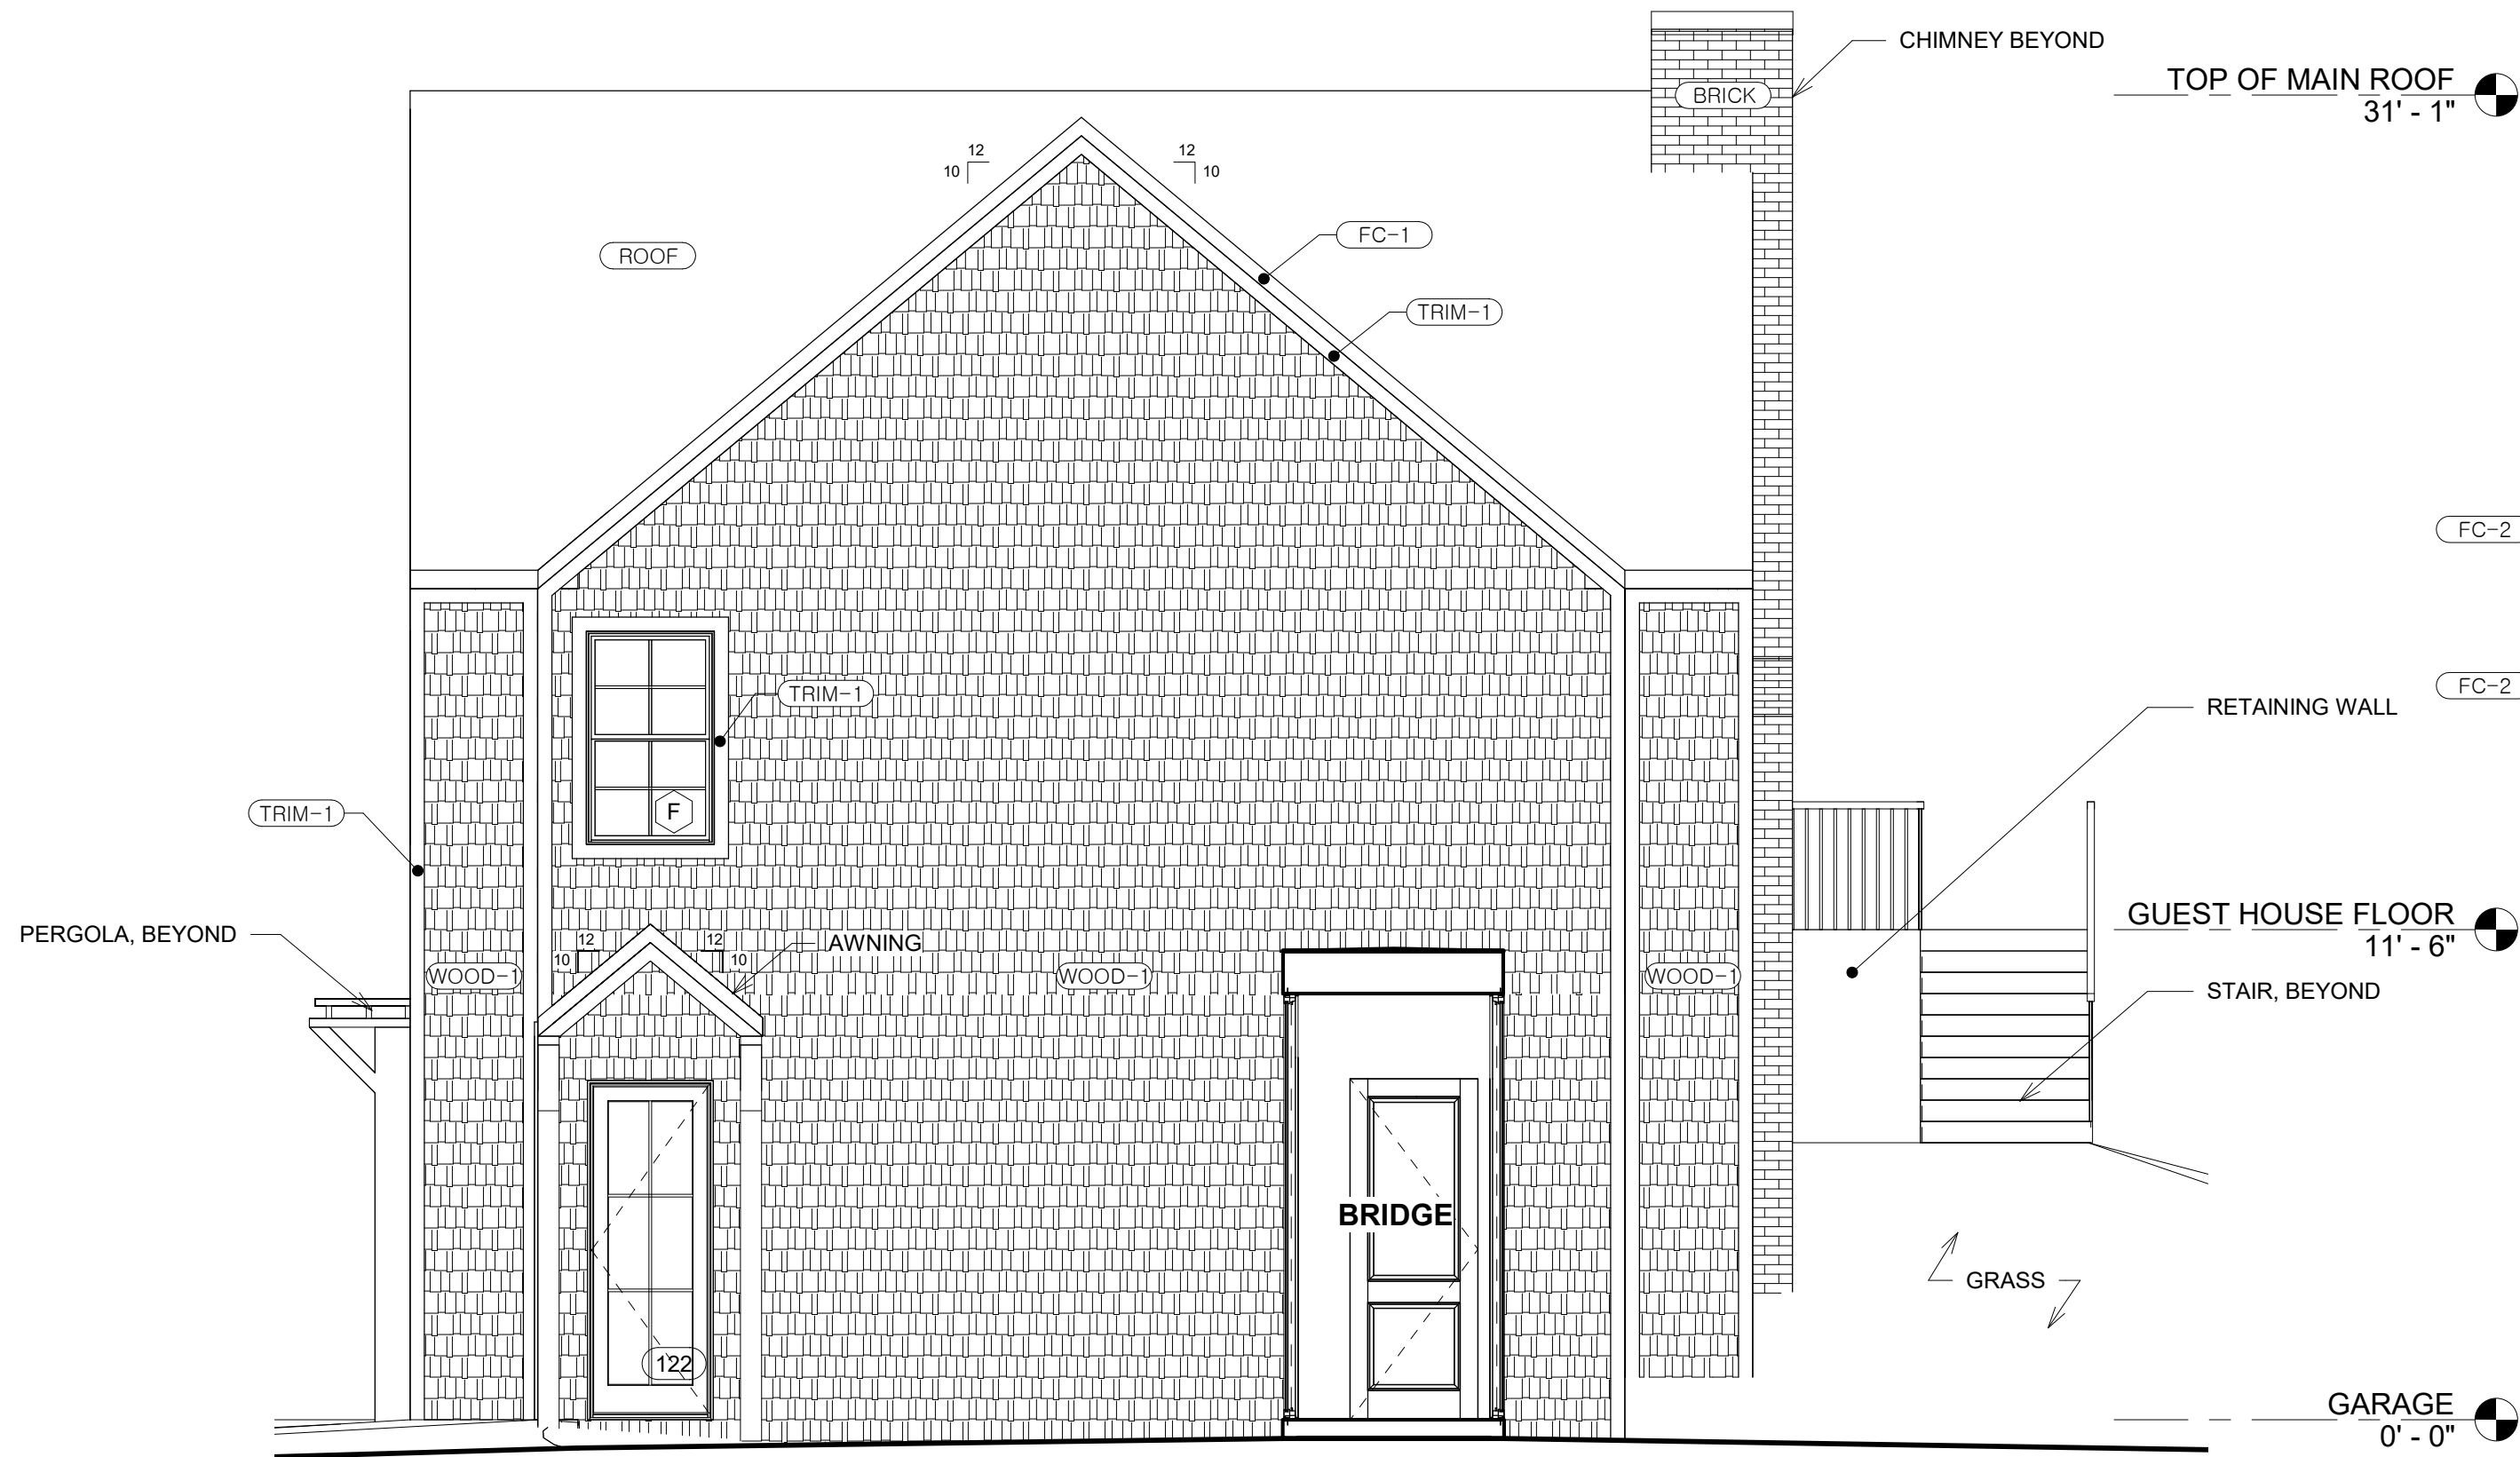 CHIMNEY BEYOND
TOP OF MAIN ROOF
31' - 1"
BRICK
12
10
12
10
FC-1
ROOF
TRIM-1
FC-2
TRIM-1
FC-2
RETAINING WALL
F
TRIM-1
GUEST HOUSE FLOOR
11' - 6"
PERGOLA, BEYOND
12
10
12
10
AWNING
WOOD-1
WOOD-1
WOOD-1
STAIR, BEYOND
BRIDGE
GRASS
122
GARAGE
0' - 0"